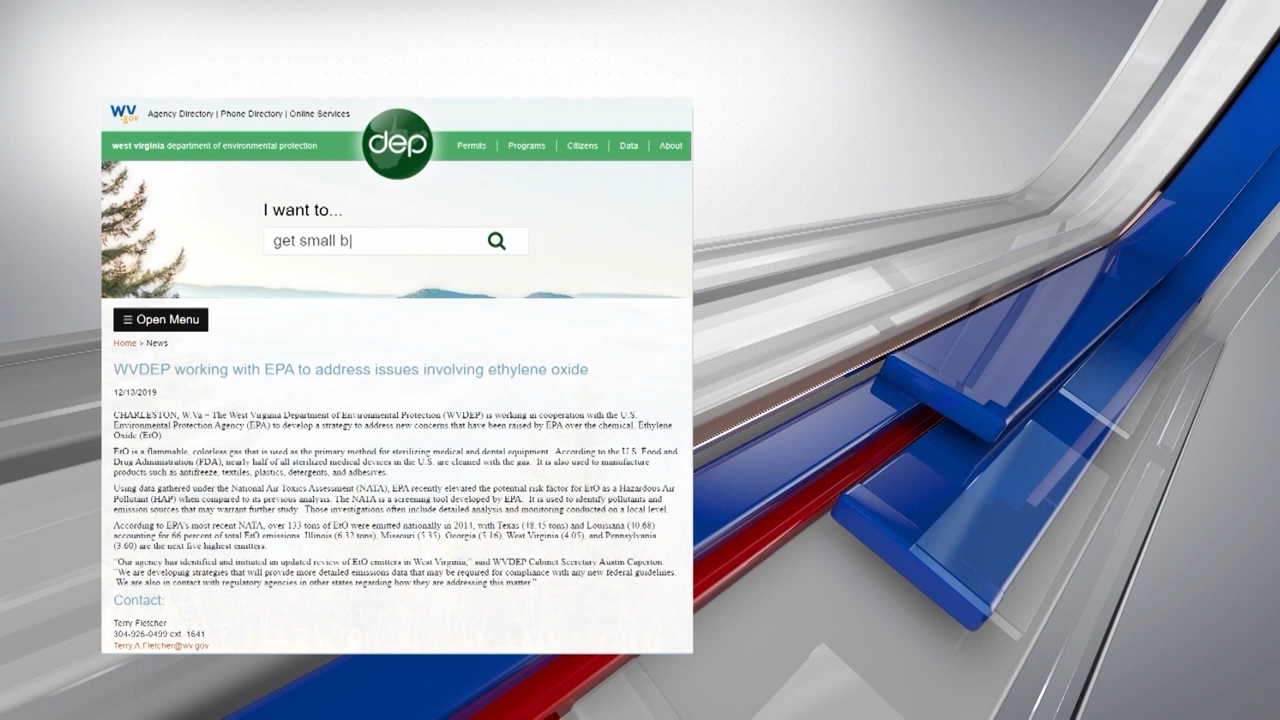 WV
.gov
Agency Directory | Phone Directory | Online Services
west virginia department of environmental protection
dep
Permits | Programs | Citizens | Data | About
I want to...
get small b|
☰ Open Menu
Home > News
WVDEP working with EPA to address issues involving ethylene oxide
12/13/2019
CHARLESTON, W.Va – The West Virginia Department of Environmental Protection (WVDEP) is working in cooperation with the U.S.
Environmental Protection Agency (EPA) to develop a strategy to address new concerns that have been raised by EPA over the chemical, Ethylene
Oxide (EtO).
EtO is a flammable, colorless gas that is used as the primary method for sterilizing medical and dental equipment. According to the U.S. Food and
Drug Administration (FDA), nearly half of all sterilized medical devices in the U.S. are cleaned with the gas. It is also used to manufacture
products such as antifreeze, textiles, plastics, detergents, and adhesives.
Using data gathered under the National Air Toxics Assessment (NATA), EPA recently elevated the potential risk factor for EtO as a Hazardous Air
Pollutant (HAP) when compared to its previous analysis. The NATA is a screening tool developed by EPA. It is used to identify pollutants and
emission sources that may warrant further study. Those investigations often include detailed analysis and monitoring conducted on a local level.
According to EPA's most recent NATA, over 133 tons of EtO were emitted nationally in 2014, with Texas (48.15 tons) and Louisiana (40.68)
accounting for 66 percent of total EtO emissions. Illinois (6.32 tons), Missouri (5.35), Georgia (5.16), West Virginia (4.05), and Pennsylvania
(3.60) are the next five highest emitters.
"Our agency has identified and initiated an updated review of EtO emitters in West Virginia," said WVDEP Cabinet Secretary Austin Caperton.
"We are developing strategies that will provide more detailed emissions data that may be required for compliance with any new federal guidelines.
We are also in contact with regulatory agencies in other states regarding how they are addressing this matter."
Contact:
Terry Fletcher
304-926-0499 ext. 1641
Terry.A.Fletcher@wv.gov